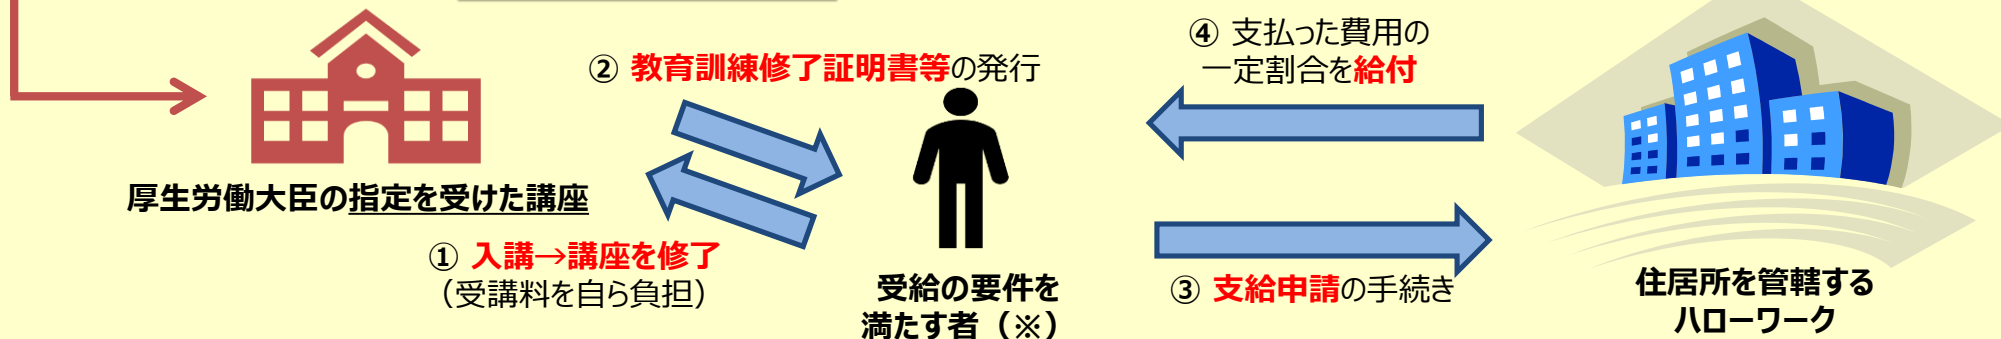 厚生労働大臣の指定を受けた講座
① 入講→講座を修了
（受講料を自ら負担）
② 教育訓練修了証明書等の発行
受給の要件を
満たす者（※）
③ 支給申請の手続き
④ 支払った費用の
一定割合を給付
住居所を管轄する
ハローワーク